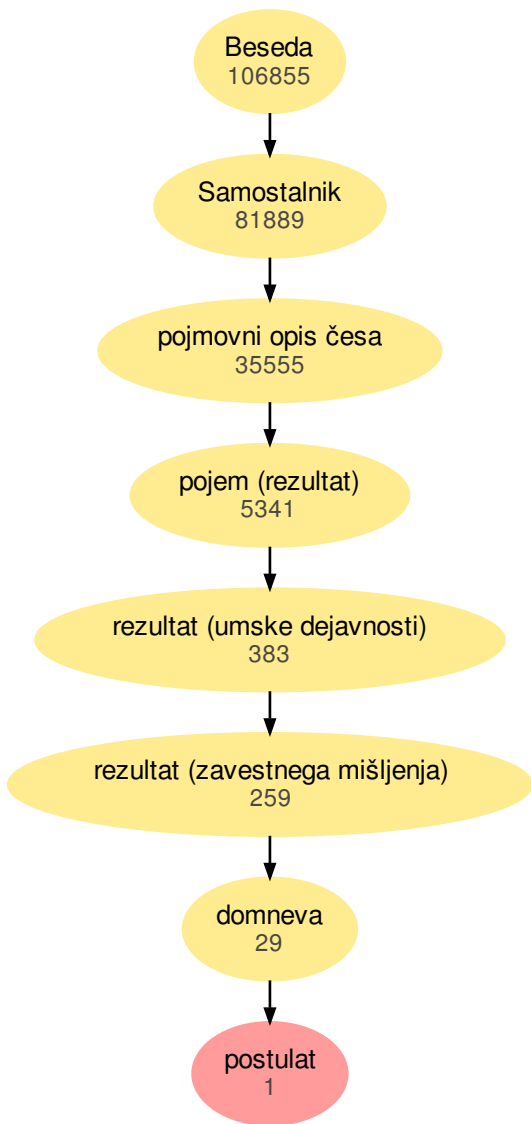 Beseda
106855
Samostalnik
81889
pojmovni opis česa
35555
pojem (rezultat)
5341
rezultat (umske dejavnosti)
383
rezultat (zavestnega mišljenja)
259
domneva
29
postulat
1